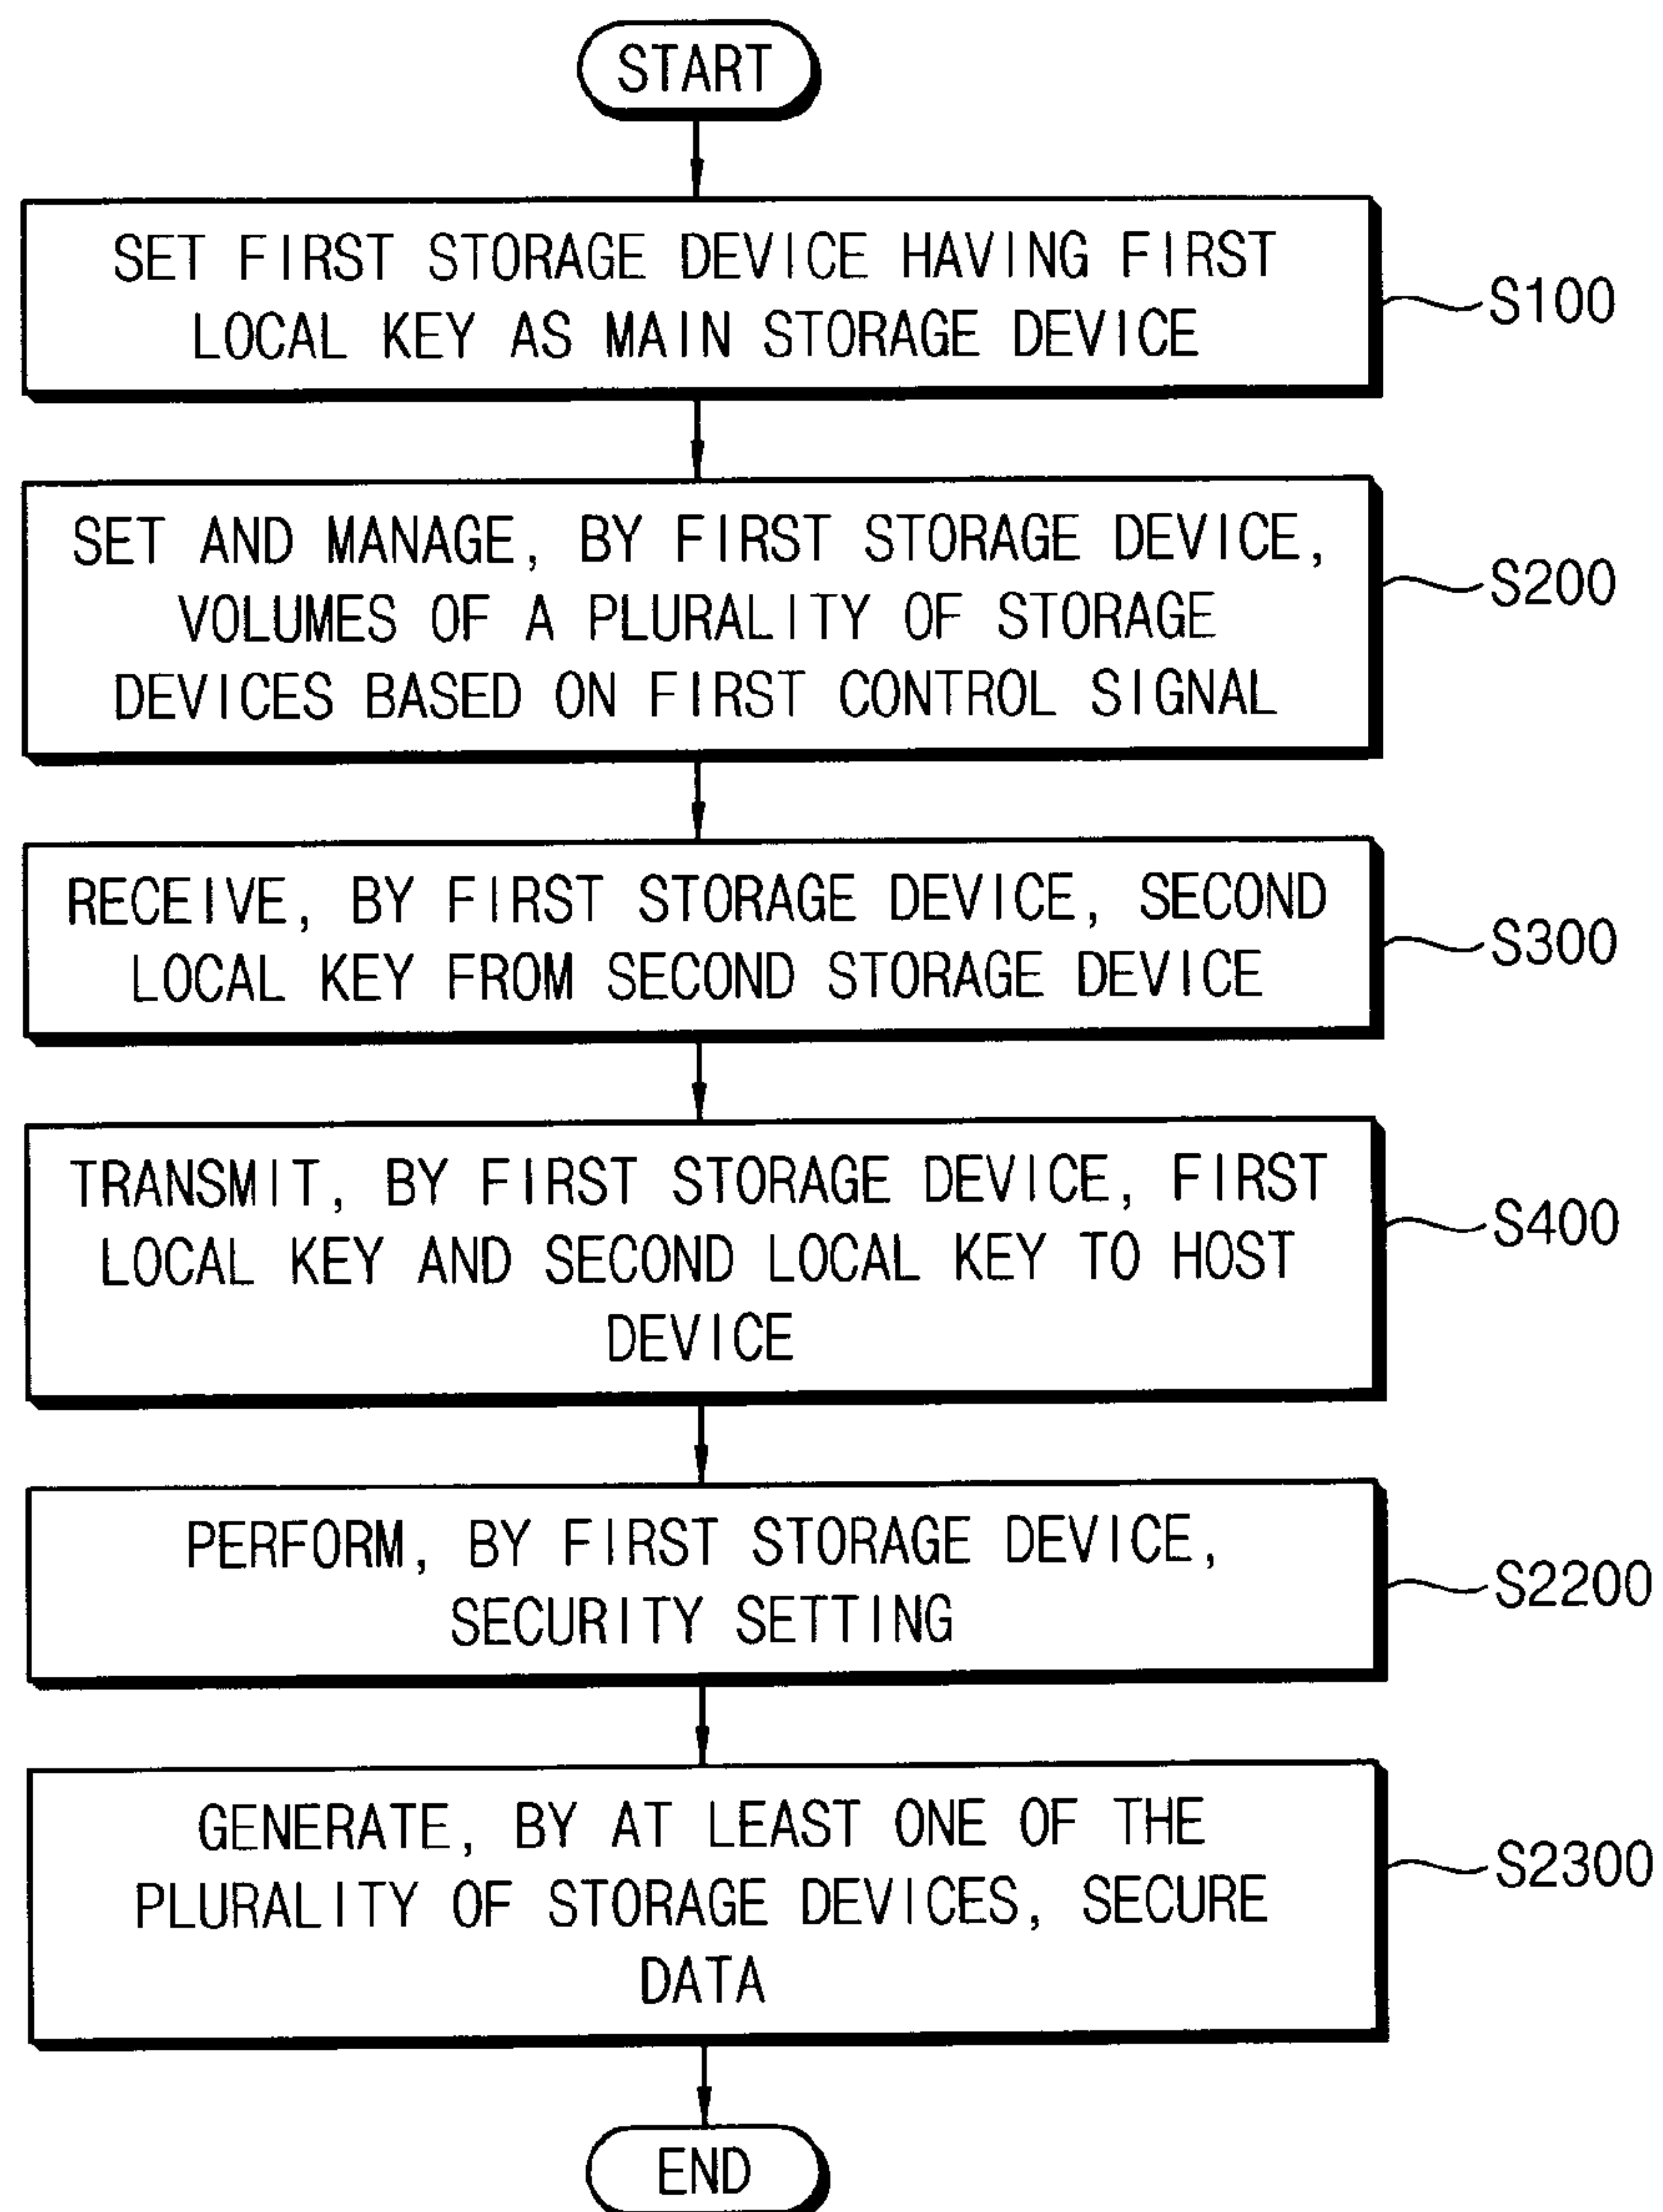 START
SET FIRST STORAGE DEVICE HAVING FIRST
LOCAL KEY AS MAIN STORAGE DEVICE
S100
SET AND MANAGE, BY FIRST STORAGE DEVICE,
VOLUMES OF A PLURALITY OF STORAGE
DEVICES BASED ON FIRST CONTROL SIGNAL
S200
RECEIVE, BY FIRST STORAGE DEVICE, SECOND
LOCAL KEY FROM SECOND STORAGE DEVICE
S300
TRANSMIT, BY FIRST STORAGE DEVICE, FIRST
LOCAL KEY AND SECOND LOCAL KEY TO HOST
DEVICE
S400
PERFORM, BY FIRST STORAGE DEVICE,
SECURITY SETTING
S2200
GENERATE, BY AT LEAST ONE OF THE
PLURALITY OF STORAGE DEVICES, SECURE
DATA
S2300
END